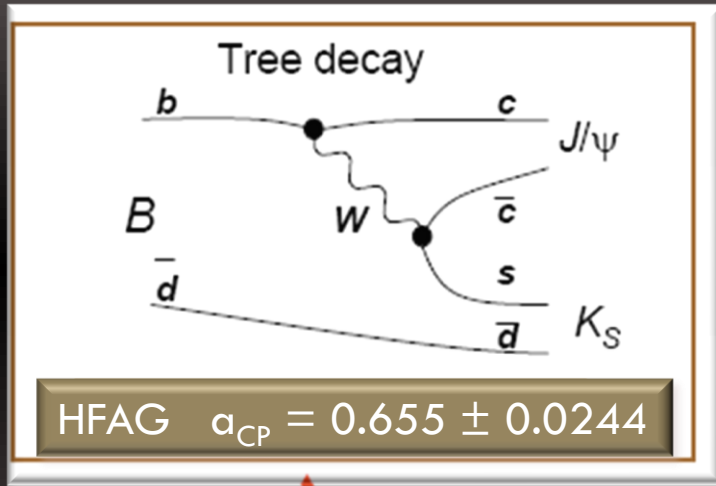 Tree decay
b c
J/ψ
B W c̅
d̅ s
d̅ K_S
HFAG a_CP = 0.655 ± 0.0244